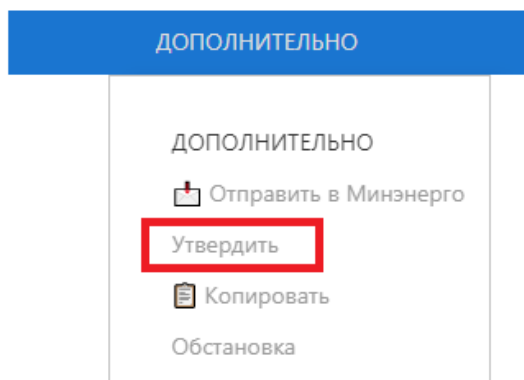 ДОПОЛНИТЕЛЬНО
ДОПОЛНИТЕЛЬНО
Отправить в Минэнерго
Утвердить
Копировать
Обстановка